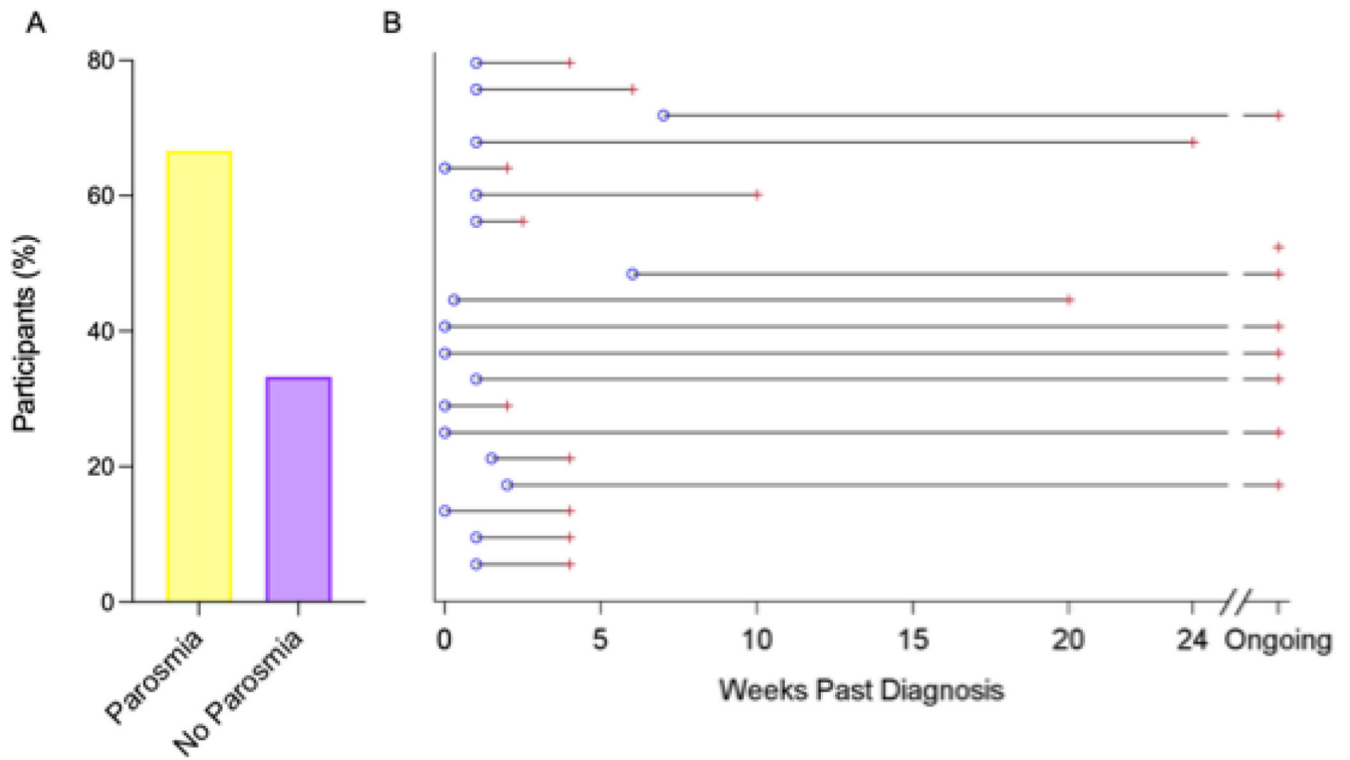 A
B
80
60
40
20
0
Participants (%)
Parosmia
No Parosmia
0 5 10 15 20 24 Ongoing
Weeks Past Diagnosis